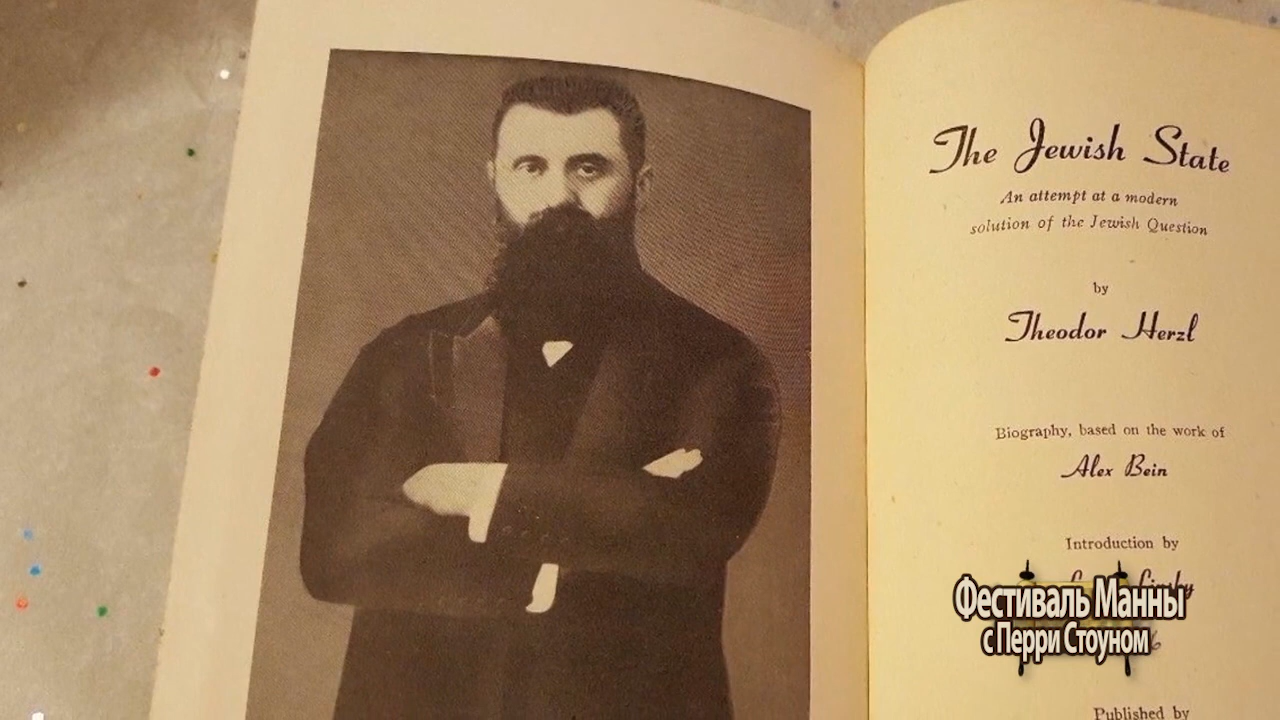 The Jewish State
An attempt at a modern
solution of the Jewish Question
by
Theodor Herzl
Biography, based on the work of
Alex Bein
Introduction by
Фестиваль Манны
с Перри Стоуном
Published by